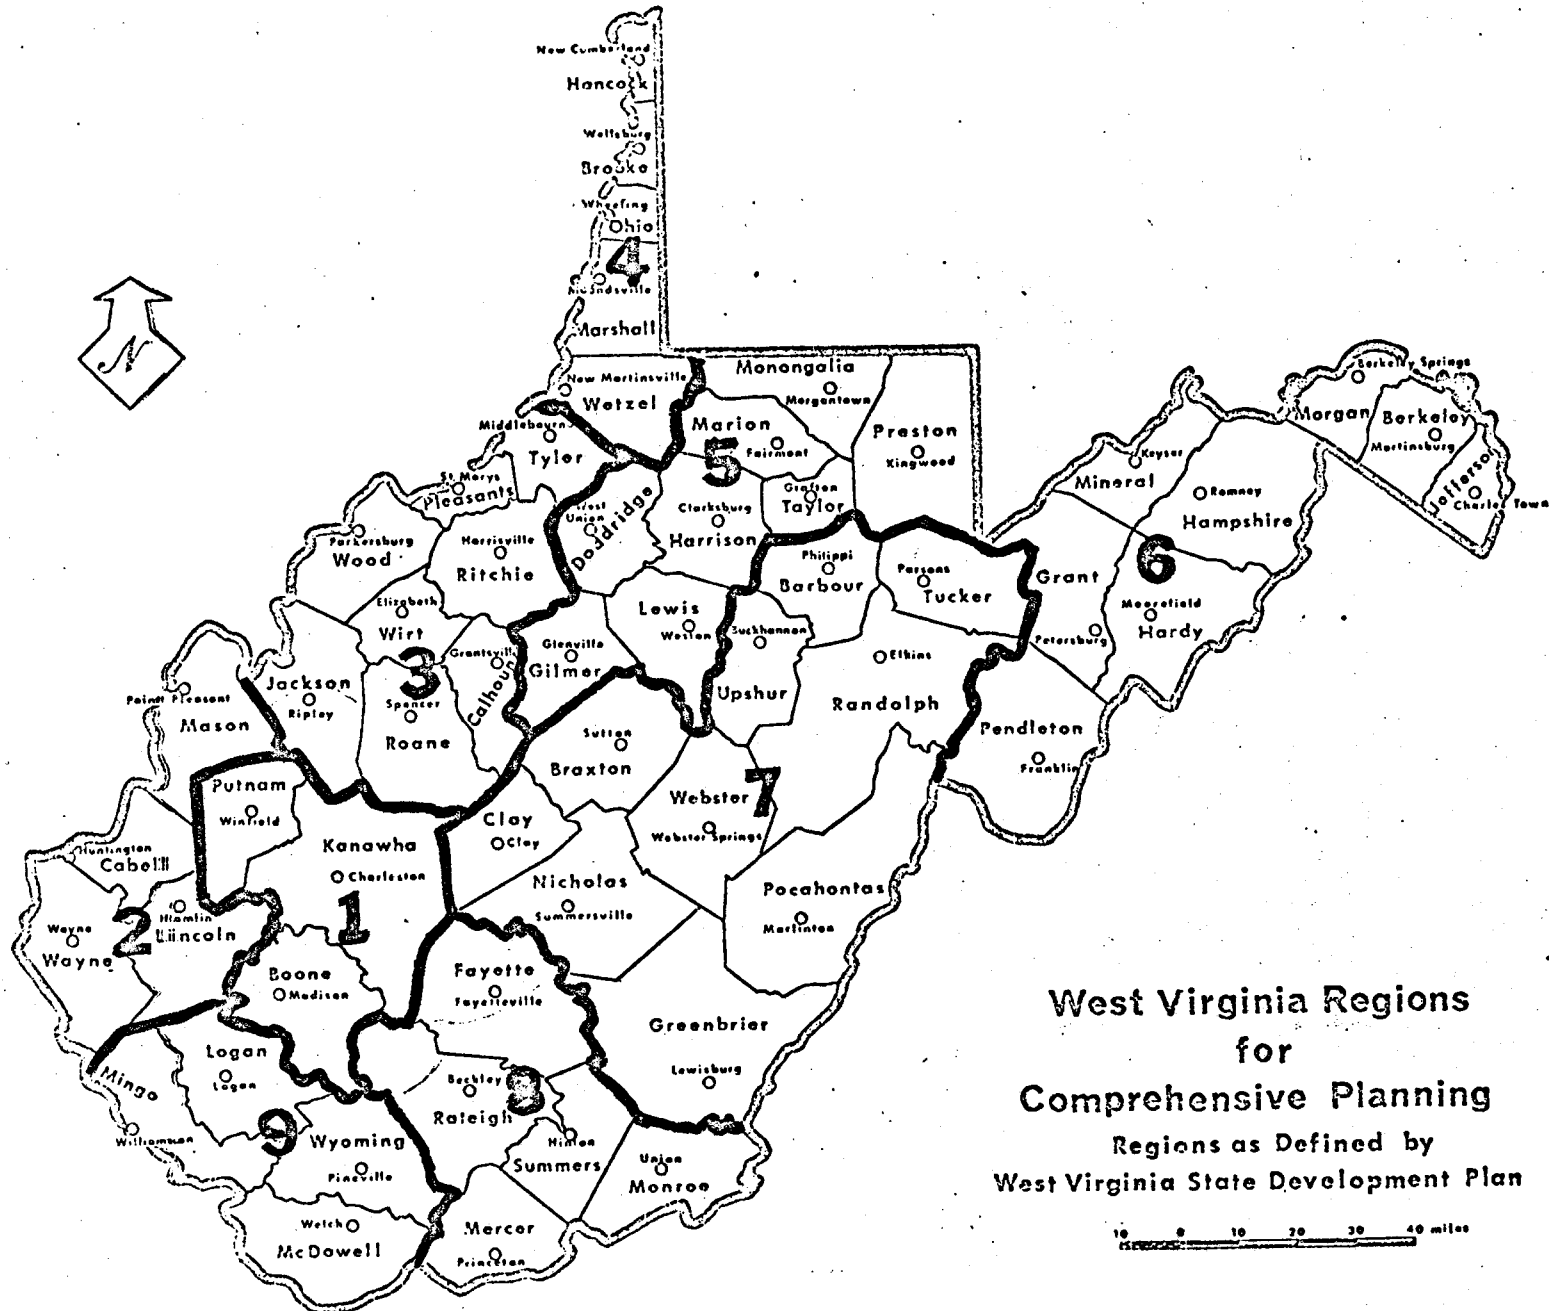 New Cumberland
Hancock
Wellsburg
Brooke
Wheeling
Ohio
4
Moundsville
Marshall
N
New Martinsville
Wetzel
Monongalia
Morgantown
Middlebourne
Tyler
Marion
Fairmont
5
Preston
Kingwood
Berkeley Springs
Morgan
Berkeley
Martinsburg
Jefferson
Charles Town
Keyser
Mineral
Romney
Hampshire
6
St. Marys
Pleasants
West
Union
Doddridge
Clarksburg
Harrison
Grafton
Taylor
Parkersburg
Wood
Harrisville
Ritchie
Philippi
Barbour
Parsons
Tucker
Grant
Petersburg
Moorefield
Hardy
Elizabeth
Wirt
3
Grantsville
Calhoun
Glenville
Gilmer
Lewis
Weston
Buckhannon
Upshur
Elkins
Randolph
Pendleton
Franklin
Point Pleasant
Mason
Jackson
Ripley
Spencer
Roane
Sutton
Braxton
Webster
7
Webster Springs
Putnam
Winfield
Clay
Clay
Kanawha
Charleston
1
Huntington
Cabell
Nicholas
Summersville
Pocahontas
Marlinton
Wayne
Wayne
2
Hamlin
Lincoln
Boone
Madison
Fayette
Fayetteville
Greenbrier
Lewisburg
Logan
Logan
Mingo
Williamson
9
Beckley
Raleigh
8
Wyoming
Pineville
Hinton
Summers
Union
Monroe
Welch
McDowell
Mercer
Princeton
West Virginia Regions
for
Comprehensive Planning
Regions as Defined by
West Virginia State Development Plan
10 0 10 20 30 40 miles